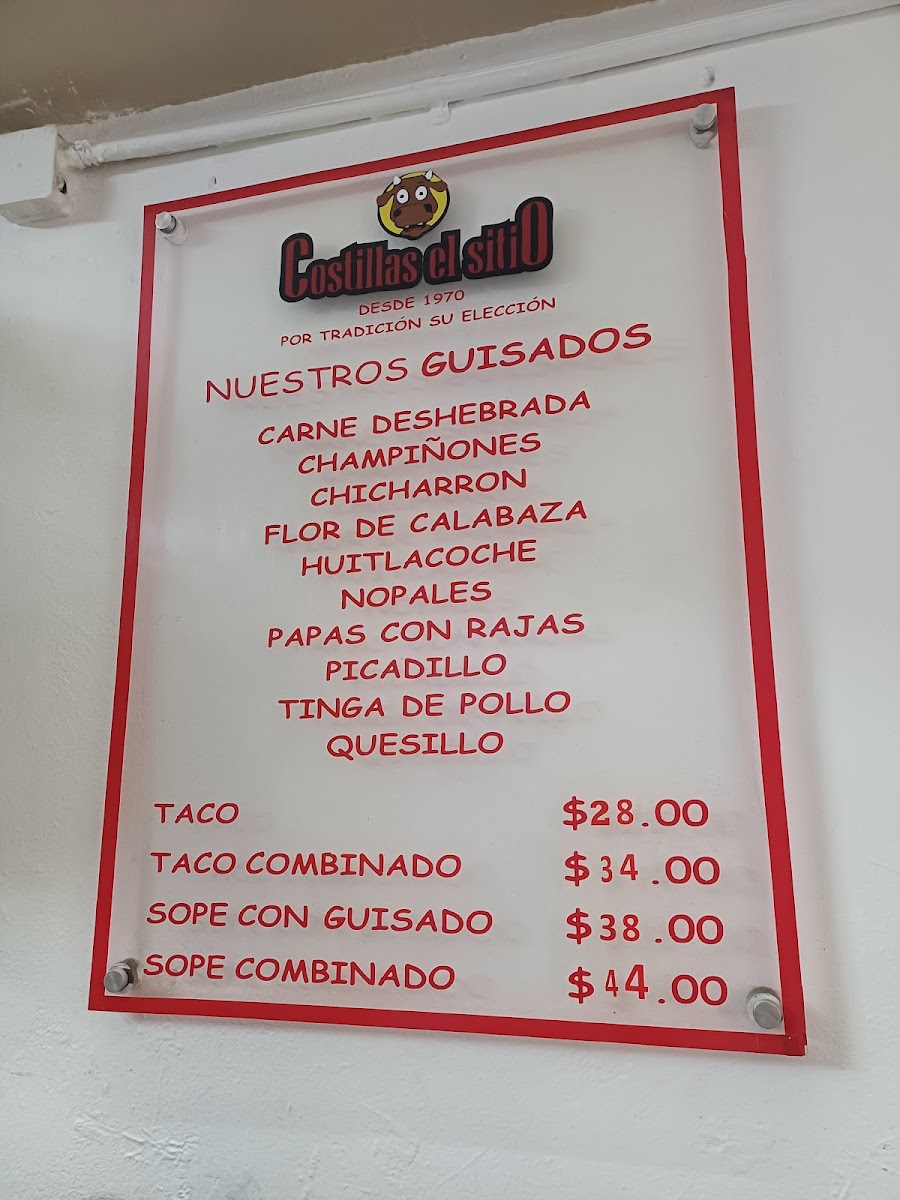 Costillas el sitiO
DESDE 1970
POR TRADICIÓN SU ELECCIÓN
NUESTROS GUISADOS
CARNE DESHEBRADA
CHAMPIÑONES
CHICHARRON
FLOR DE CALABAZA
HUITLACOCHE
NOPALES
PAPAS CON RAJAS
PICADILLO
TINGA DE POLLO
QUESILLO
TACO $28.00
TACO COMBINADO $34.00
SOPE CON GUISADO $38.00
SOPE COMBINADO $44.00